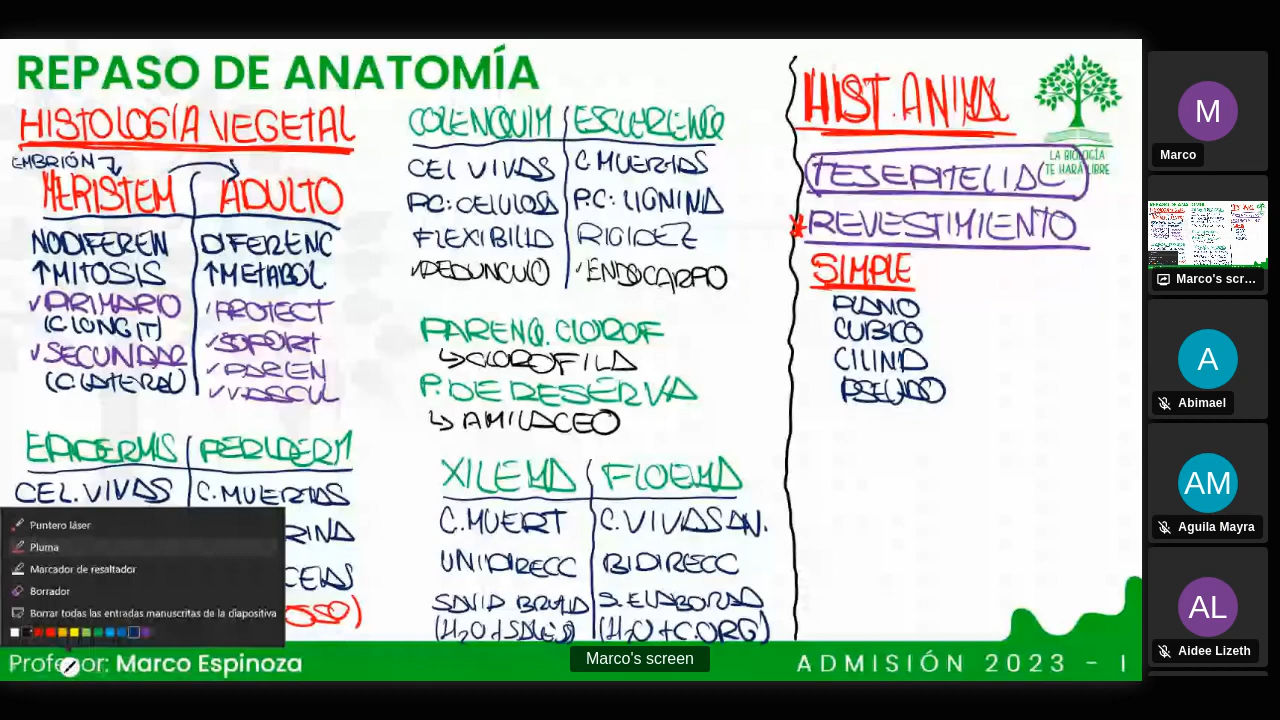 REPASO DE ANATOMÍA
HISTOLOGÍA VEGETAL
EMBRIÓN
MERISTEM ADULTO
NO DIFEREN DIFERENC
↑MITOSIS ↑METABOL.
✓PRIMARIO ✓PROTECT
(C LONGIT) ✓SOPORT
✓SECUNDAR ✓PAREN
(C LATERAL) ✓VASCUL
EPIDERMIS PERIDERM
CEL. VIVAS C. MUERTAS
COLENQUIM ESCLERENQ
CEL VIVAS C. MUERTAS
P.C: CELULOSA P.C: LIGNINA
FLEXIBILID RIGIDEZ
✓PEDUNCULO ✓ENDOCARPO
PARENQ. CLOROF
↳CLOROFILA
P. DE RESERVA
↳AMILACEO
XILEMA FLOEMA
C. MUERT C. VIVAS AN.
UNIDIRECC BIDIRECC
SAVIA BRUTA S. ELABORADA
(H2O + SALES) (H2O + C.ORG)
HIST. ANIMA
TEJ EPITELIAL
REVESTIMIENTO
SIMPLE
PLANO
CUBICO
CILIND
PSEUDO
LA BIOLOGÍA
TE HARÁ LIBRE
Puntero láser
Pluma
Marcador de resaltador
Borrador
Borrar todas las entradas manuscritas de la diapositiva
Profesor: Marco Espinoza
Marco's screen
ADMISIÓN 2023 - I
M
Marco
Marco's scr...
A
Abimael
AM
Aguila Mayra
AL
Aidee Lizeth